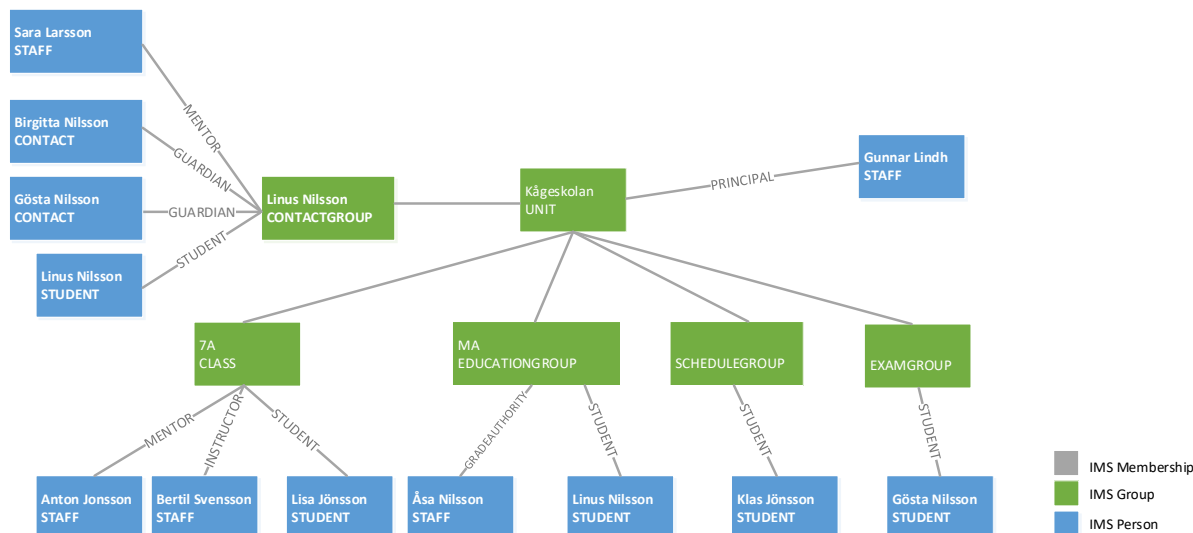 Sara Larsson
STAFF
Birgitta Nilsson
CONTACT
Gösta Nilsson
CONTACT
Linus Nilsson
STUDENT
MENTOR
GUARDIAN
GUARDIAN
STUDENT
Linus Nilsson
CONTACTGROUP
Kågeskolan
UNIT
PRINCIPAL
Gunnar Lindh
STAFF
7A
CLASS
MA
EDUCATIONGROUP
SCHEDULEGROUP
EXAMGROUP
MENTOR
INSTRUCTOR
STUDENT
GRADEAUTHORITY
STUDENT
STUDENT
STUDENT
Anton Jonsson
STAFF
Bertil Svensson
STAFF
Lisa Jönsson
STUDENT
Åsa Nilsson
STAFF
Linus Nilsson
STUDENT
Klas Jönsson
STUDENT
Gösta Nilsson
STUDENT
IMS Membership
IMS Group
IMS Person